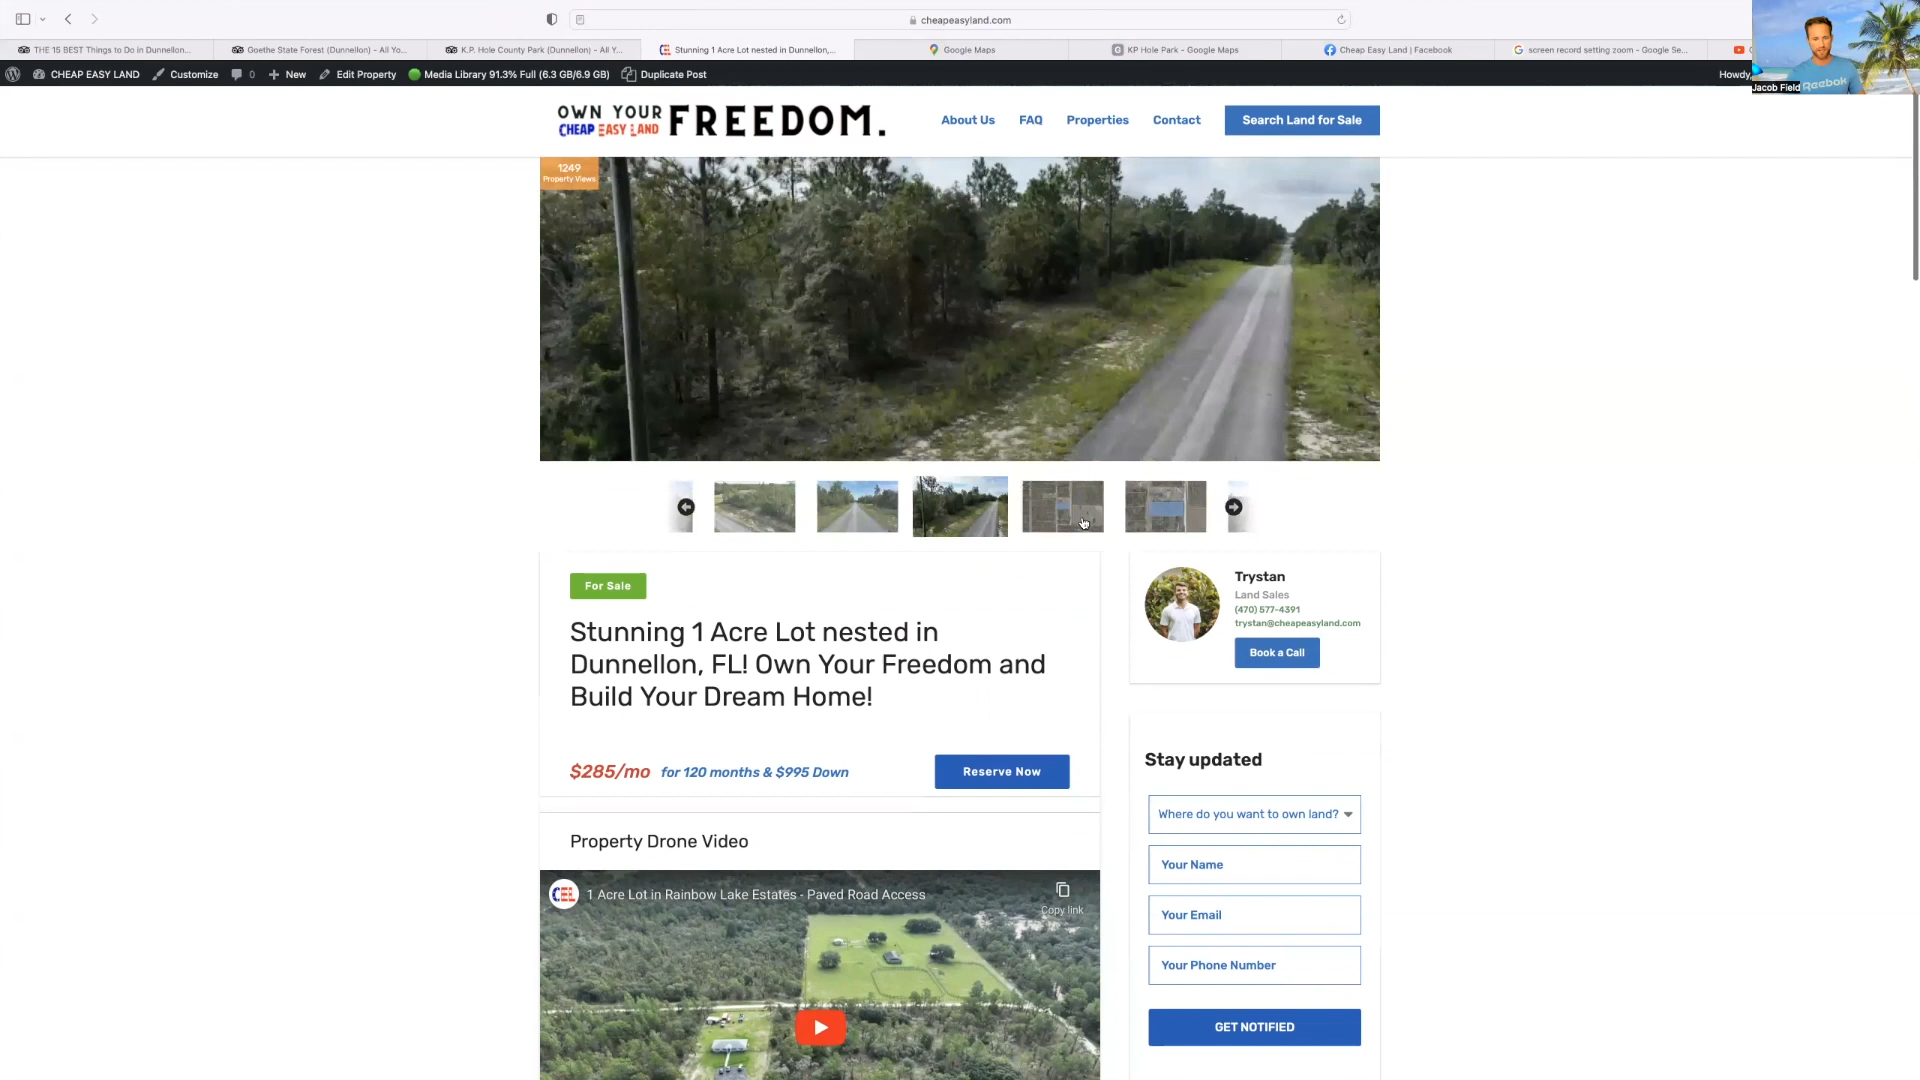 cheapeasyland.com
THE 15 BEST Things to Do in Dunnellon...
Goethe State Forest (Dunnellon) - All Yo...
K.P. Hole County Park (Dunnellon) - All Y...
Stunning 1 Acre Lot nested in Dunnellon,...
Google Maps
KP Hole Park - Google Maps
Cheap Easy Land | Facebook
screen record setting zoom - Google Se...
CHEAP EASY LAND
Customize
0
New
Edit Property
Media Library 91.3% Full (6.3 GB/6.9 GB)
Duplicate Post
Howdy
Jacob Field
Reebok
OWN YOUR
CHEAP EASY LAND
FREEDOM.
About Us
FAQ
Properties
Contact
Search Land for Sale
1249
Property Views
For Sale
Stunning 1 Acre Lot nested in
Dunnellon, FL! Own Your Freedom and
Build Your Dream Home!
$285/mo for 120 months & $995 Down
Reserve Now
Property Drone Video
CEL
1 Acre Lot in Rainbow Lake Estates - Paved Road Access
Copy link
Trystan
Land Sales
(470) 577-4391
trystan@cheapeasyland.com
Book a Call
Stay updated
Where do you want to own land?
Your Name
Your Email
Your Phone Number
GET NOTIFIED